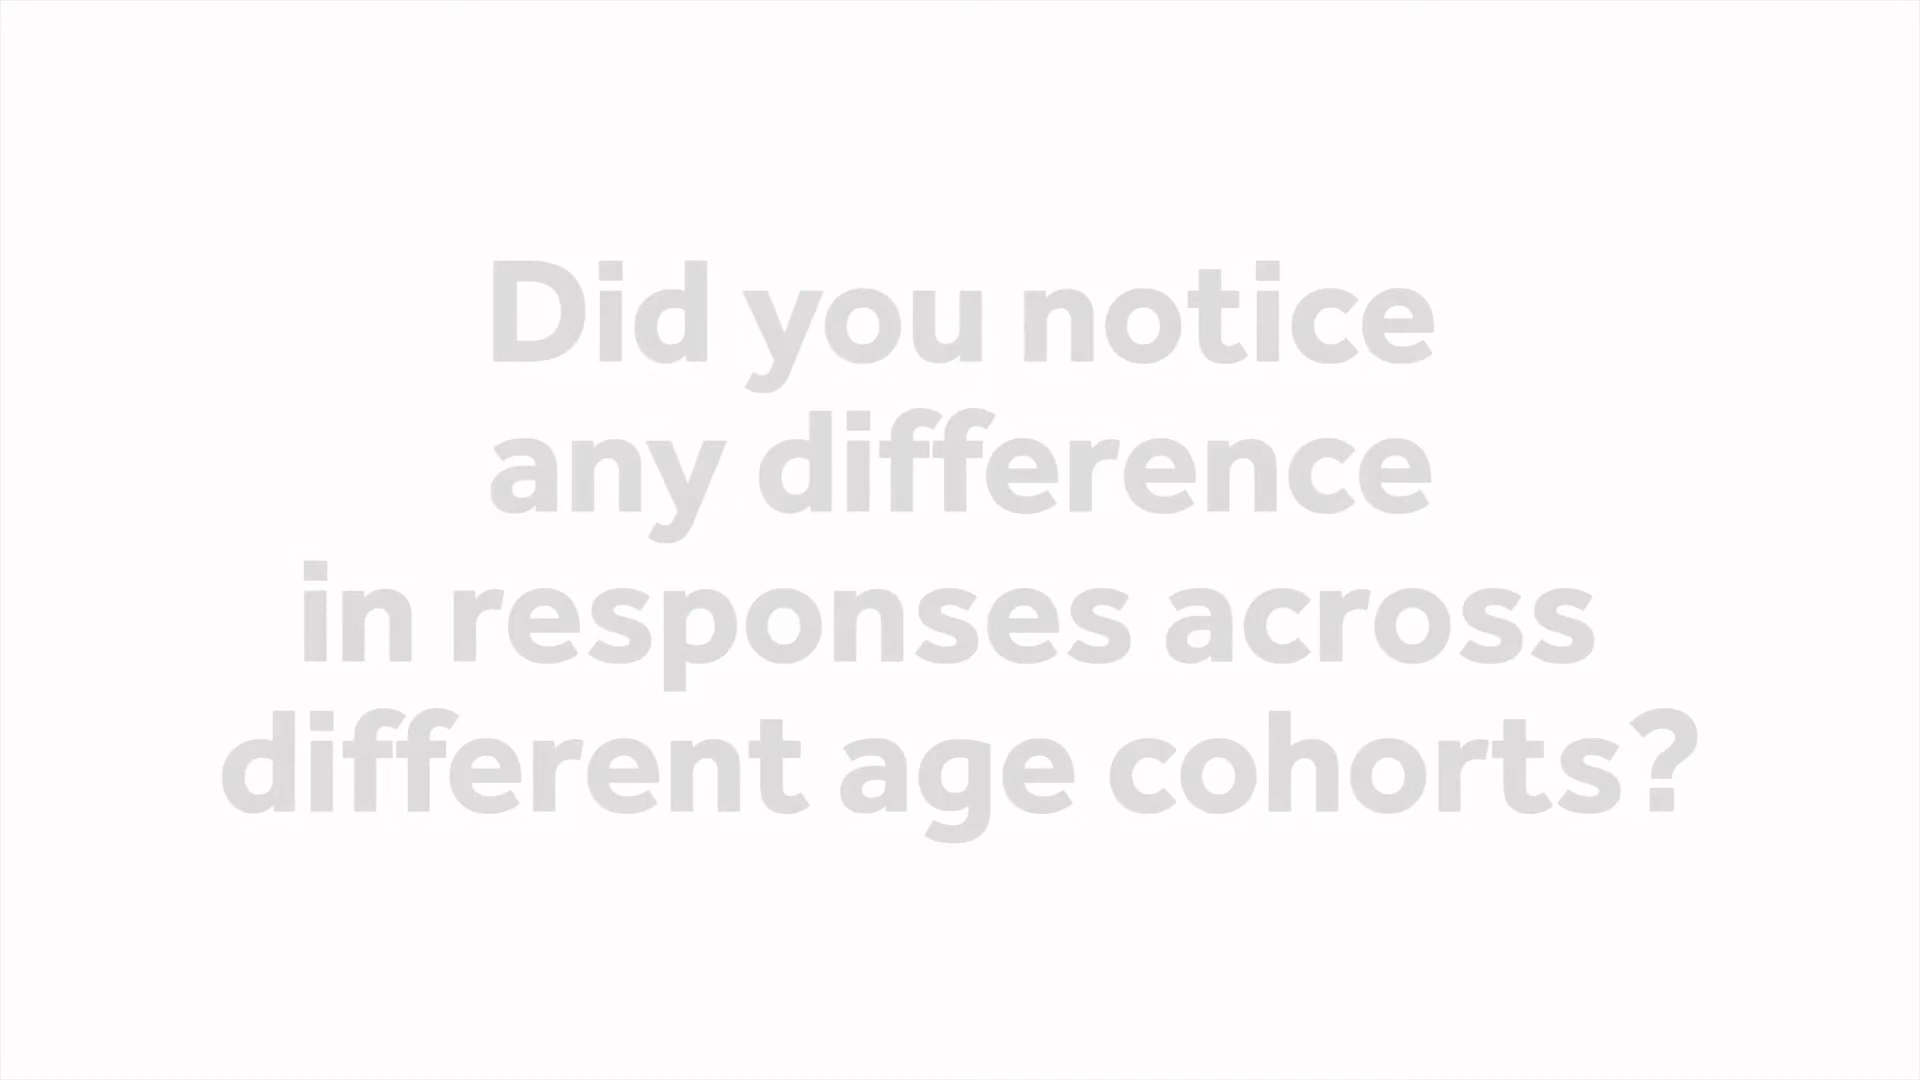 Did you notice
any difference
in responses across
different age cohorts?